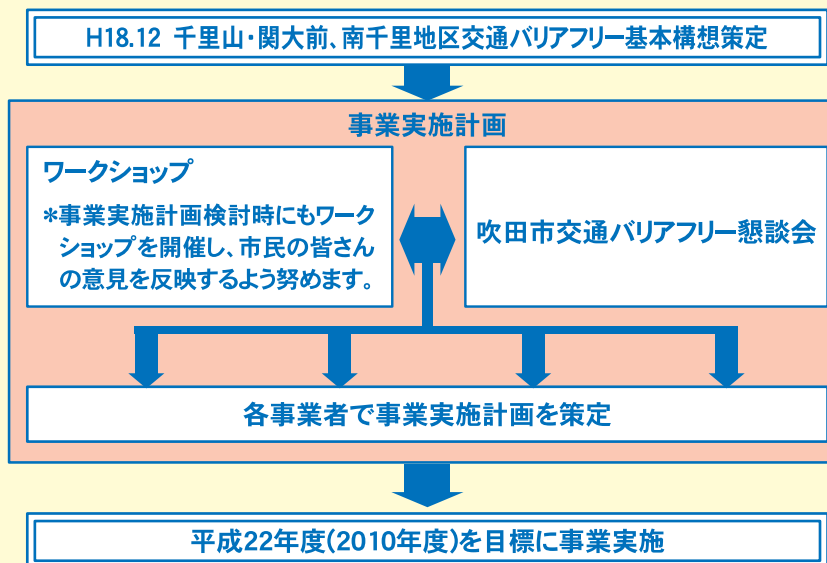 H18.12 千里山・関大前、南千里地区交通バリアフリー基本構想策定
事業実施計画
ワークショップ
*事業実施計画検討時にもワーク
ショップを開催し、市民の皆さん
の意見を反映するよう努めます。
吹田市交通バリアフリー懇談会
各事業者で事業実施計画を策定
平成22年度(2010年度)を目標に事業実施